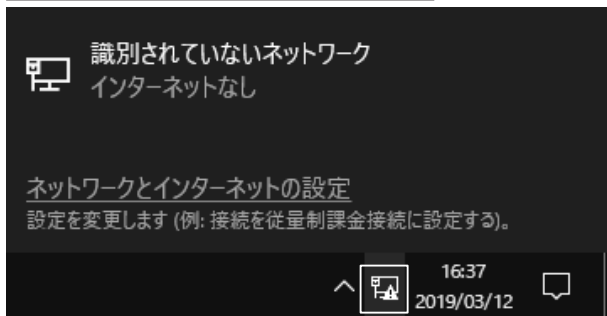 識別されていないネットワーク
インターネットなし
ネットワークとインターネットの設定
設定を変更します (例: 接続を従量制課金接続に設定する)。
16:37
2019/03/12